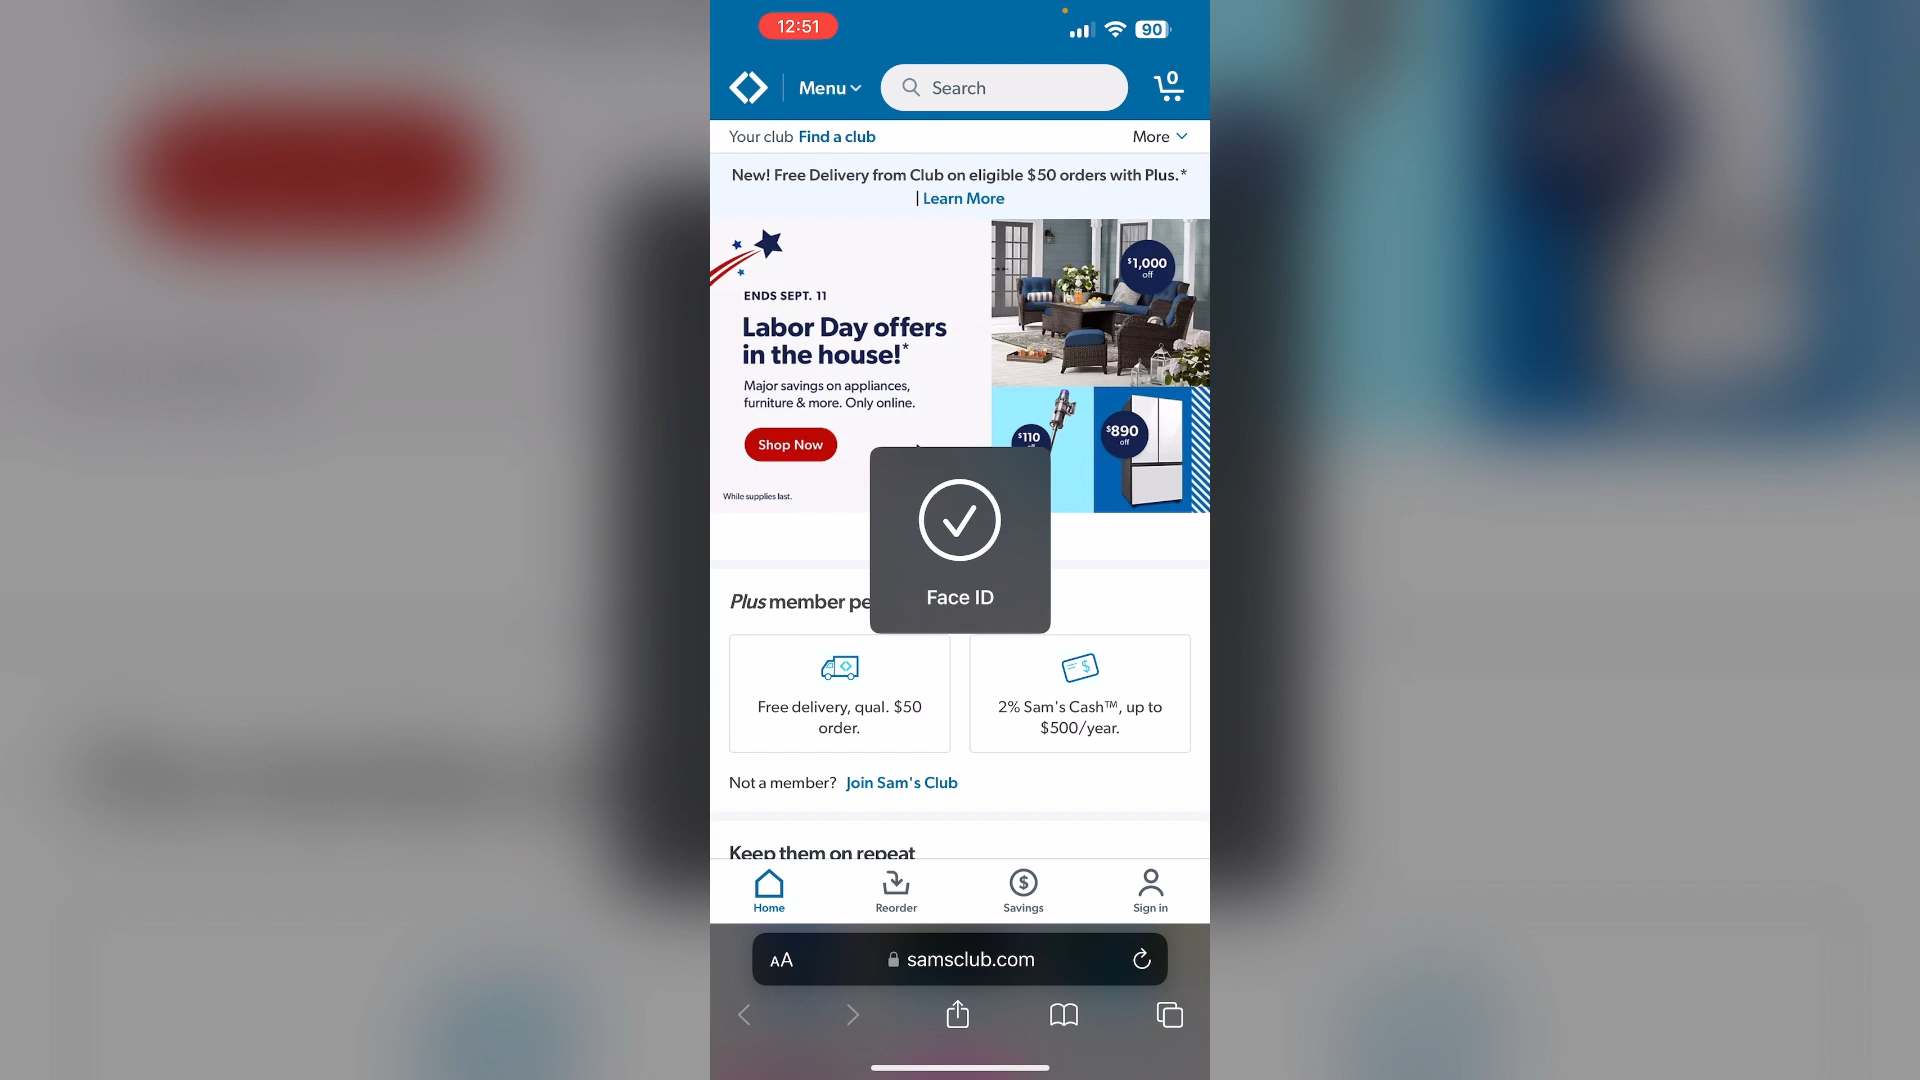 12:51
90
Menu
Search
0
Your club Find a club
More
New! Free Delivery from Club on eligible $50 orders with Plus.*
| Learn More
ENDS SEPT. 11
Labor Day offers
in the house!*
Major savings on appliances,
furniture & more. Only online.
Shop Now
While supplies last.
$1,000
off
$110
$890
off
Face ID
Plus member pe
Free delivery, qual. $50
order.
2% Sam's Cash™, up to
$500/year.
Not a member? Join Sam's Club
Keep them on repeat
Home
Reorder
$
Savings
Sign in
AA
samsclub.com